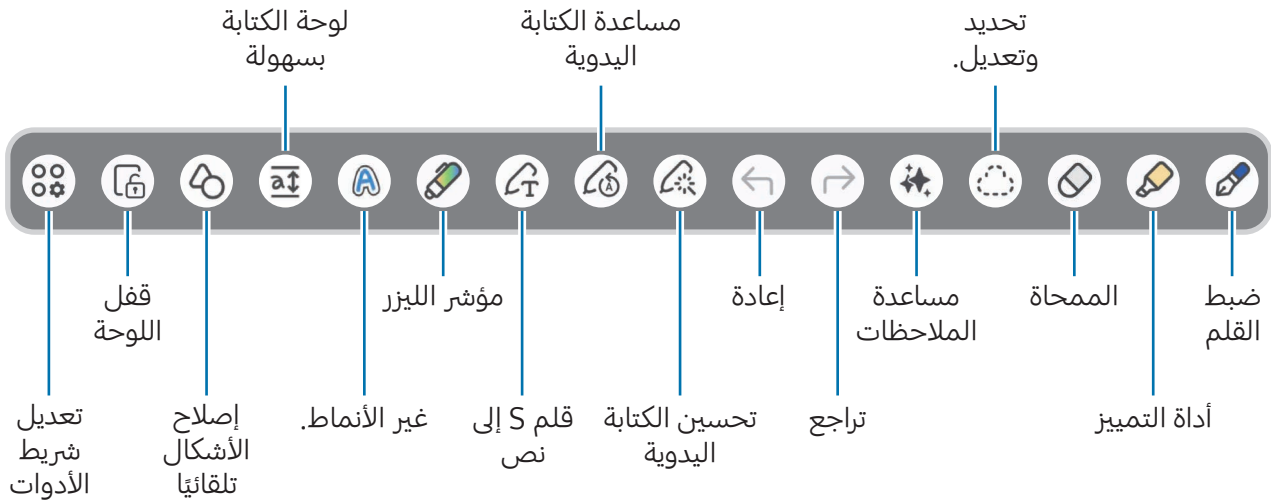 تحديد
وتعديل.
مساعدة الكتابة
اليدوية
لوحة الكتابة
بسهولة
ضبط
القلم
الممحاة
مساعدة
الملاحظات
إعادة
مؤشر الليزر
قفل
اللوحة
أداة التمييز
تراجع
تحسين الكتابة
اليدوية
قلم S إلى
نص
غير الأنماط.
إصلاح
الأشكال
تلقائيًا
تعديل
شريط
الأدوات